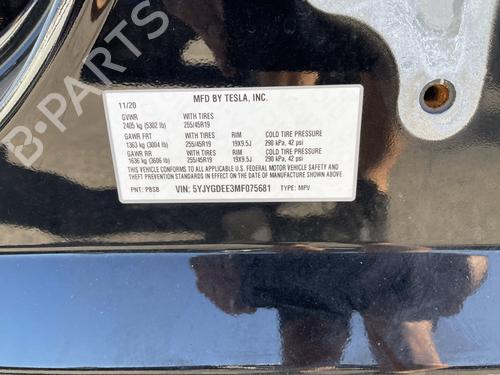 B-PARTS
MFD BY TESLA, INC.
11/20
GVWR WITH TIRES
2405 kg (5302 lb) 255/45R19
GAWR FRT WITH TIRES RIM COLD TIRE PRESSURE
1363 kg (3004 lb) 255/45R19 19X9.5J 290 kPa, 42 psi
GAWR RR WITH TIRES RIM COLD TIRE PRESSURE
1636 kg (3606 lb) 255/45R19 19X9.5J 290 kPa, 42 psi
THIS VEHICLE CONFORMS TO ALL APPLICABLE U.S. FEDERAL MOTOR VEHICLE SAFETY AND
THEFT PREVENTION STANDARDS IN EFFECT ON THE DATE OF MANUFACTURE SHOWN ABOVE.
PNT: PBSB VIN: 5YJYGDEE3MF075681 TYPE: MPV